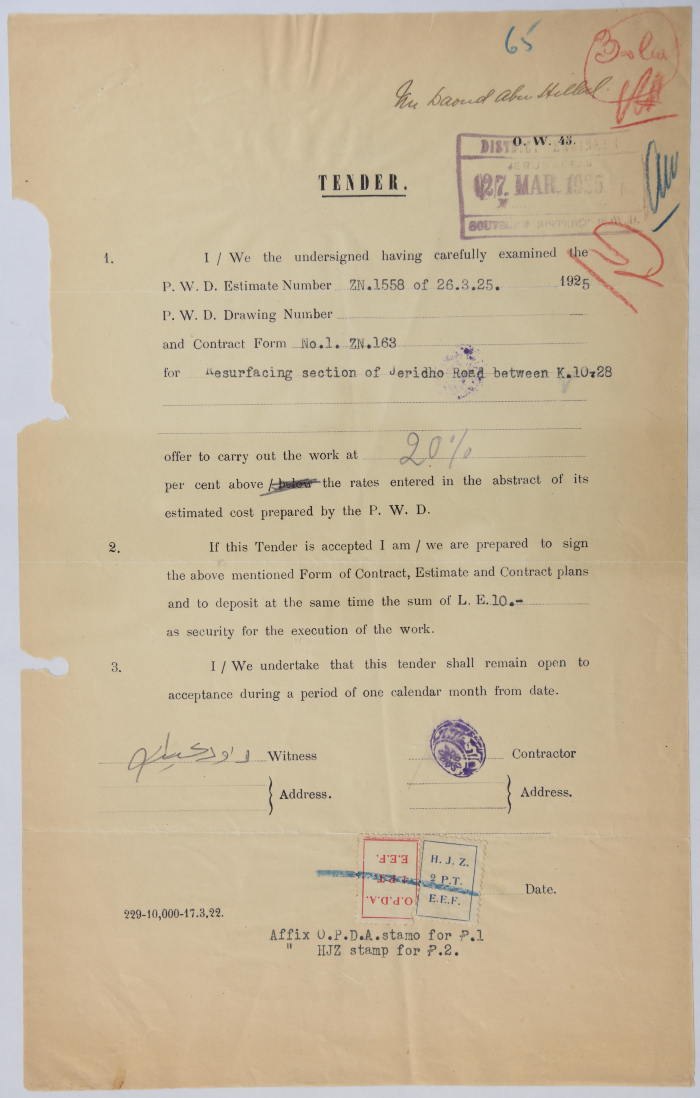 65
Daoud Abu Hillal.
O. W. 45.
DISTRICT ENGINEER
JERUSALEM
27. MAR. 1925
TENDER.
1. I / We the undersigned having carefully examined the
P. W. D. Estimate Number ZN.1558 of 26.3.25. 1925
P. W. D. Drawing Number
and Contract Form No.1. ZN.163
for Resurfacing section of Jeridho Road between K.10.28
offer to carry out the work at 20%
per cent above / below the rates entered in the abstract of its
estimated cost prepared by the P. W. D.
2. If this Tender is accepted I am / we are prepared to sign
the above mentioned Form of Contract, Estimate and Contract plans
and to deposit at the same time the sum of L. E. 10.-
as security for the execution of the work.
3. I / We undertake that this tender shall remain open to
acceptance during a period of one calendar month from date.
Witness Contractor
Address. Address.
E.E.F.
O.P.D.A.
H. J. Z.
2 P.T.
E.E.F.
Date.
229-10,000-17.3.22.
Affix O.P.D.A.stamo for P.1
" HJZ stamp for P.2.